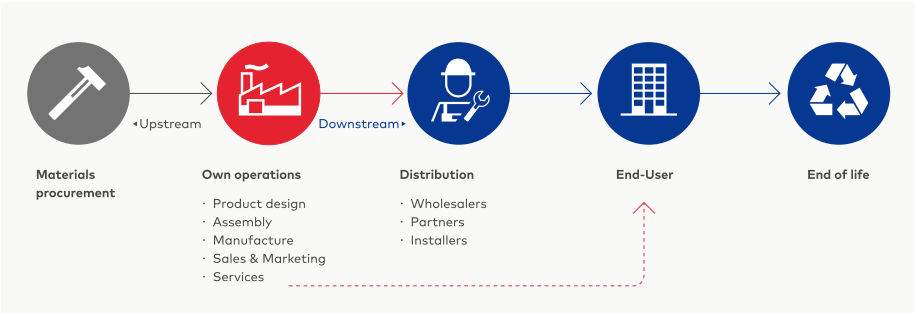 ◂Upstream
Downstream▸
Materials
procurement
Own operations
· Product design
· Assembly
· Manufacture
· Sales & Marketing
· Services
Distribution
· Wholesalers
· Partners
· Installers
End-User
End of life